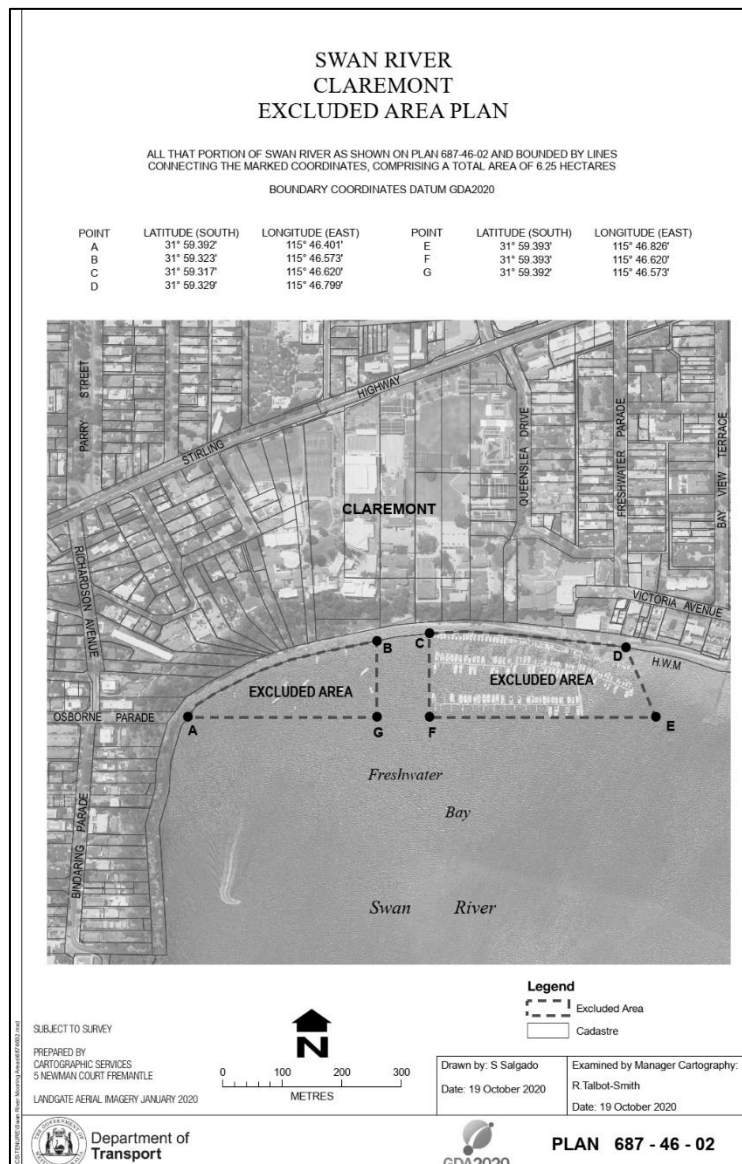 SWAN RIVER
CLAREMONT
EXCLUDED AREA PLAN
ALL THAT PORTION OF SWAN RIVER AS SHOWN ON PLAN 687-46-02 AND BOUNDED BY LINES
CONNECTING THE MARKED COORDINATES, COMPRISING A TOTAL AREA OF 6.25 HECTARES
BOUNDARY COORDINATES DATUM GDA2020
POINT LATITUDE (SOUTH) LONGITUDE (EAST) POINT LATITUDE (SOUTH) LONGITUDE (EAST)
A 31° 59.392' 115° 46.401' E 31° 59.393' 115° 46.826'
B 31° 59.323' 115° 46.573' F 31° 59.393' 115° 46.620'
C 31° 59.317' 115° 46.620' G 31° 59.392' 115° 46.573'
D 31° 59.329' 115° 46.799'
PARRY STREET
STIRLING HIGHWAY
QUEENSLEA DRIVE
FRESHWATER PARADE
BAY VIEW TERRACE
CLAREMONT
RICHARDSON AVENUE
VICTORIA AVENUE
B
C
D
H.W.M
EXCLUDED AREA
EXCLUDED AREA
OSBORNE PARADE
A
G
F
E
Freshwater
Bay
BINDARING PARADE
Swan River
Legend
Excluded Area
Cadastre
SUBJECT TO SURVEY
PREPARED BY
CARTOGRAPHIC SERVICES
5 NEWMAN COURT FREMANTLE
LANDGATE AERIAL IMAGERY JANUARY 2020
N
0 100 200 300
METRES
Drawn by: S Salgado
Date: 19 October 2020
Examined by Manager Cartography:
R.Talbot-Smith
Date: 19 October 2020
Department of
Transport
GDA2020
PLAN 687 - 46 - 02